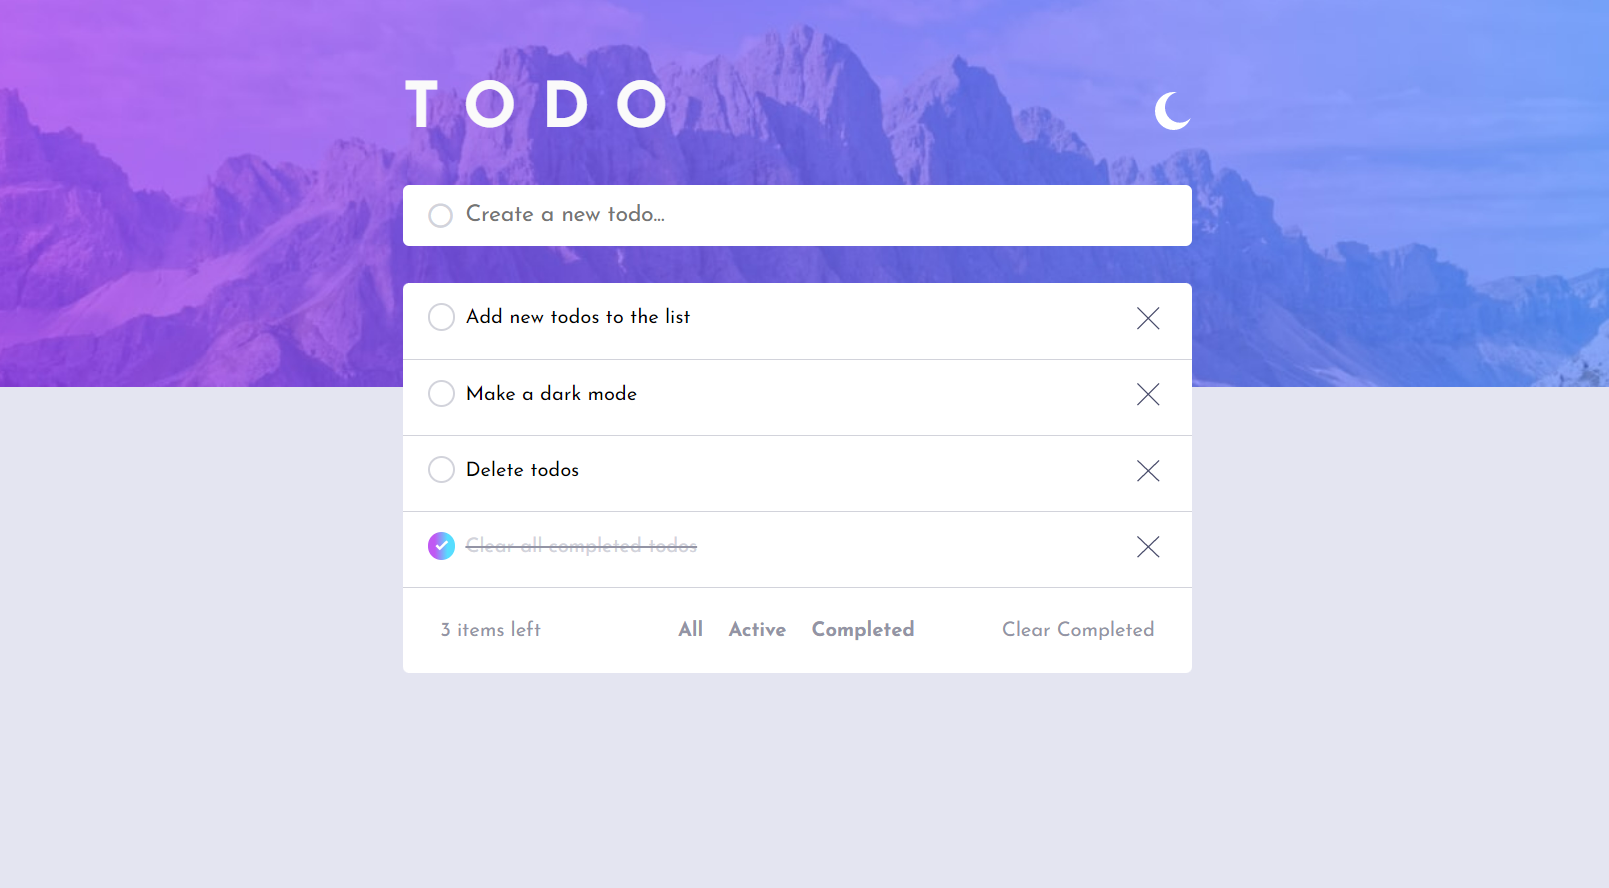 TODO
Create a new todo...
Add new todos to the list
Make a dark mode
Delete todos
Clear all completed todos
3 items left All Active Completed Clear Completed